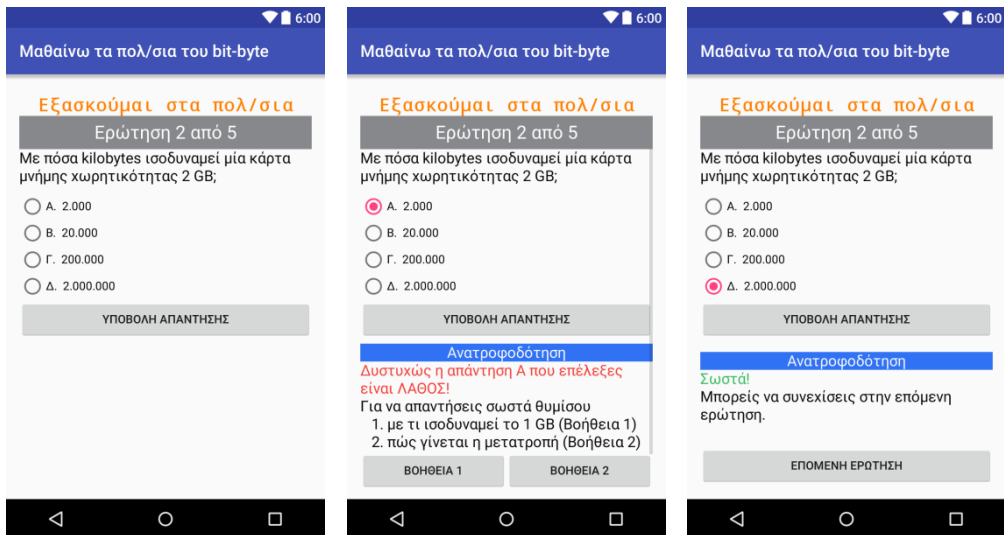 6:00
Μαθαίνω τα πολ/σια του bit-byte
Εξασκούμαι στα πολ/σια
Ερώτηση 2 από 5
Με πόσα kilobytes ισοδυναμεί μία κάρτα
μνήμης χωρητικότητας 2 GB;
Α. 2.000
Β. 20.000
Γ. 200.000
Δ. 2.000.000
ΥΠΟΒΟΛΗ ΑΠΑΝΤΗΣΗΣ
6:00
Μαθαίνω τα πολ/σια του bit-byte
Εξασκούμαι στα πολ/σια
Ερώτηση 2 από 5
Με πόσα kilobytes ισοδυναμεί μία κάρτα
μνήμης χωρητικότητας 2 GB;
Α. 2.000
Β. 20.000
Γ. 200.000
Δ. 2.000.000
ΥΠΟΒΟΛΗ ΑΠΑΝΤΗΣΗΣ
Ανατροφοδότηση
Δυστυχώς η απάντηση Α που επέλεξες
είναι ΛΑΘΟΣ!
Για να απαντήσεις σωστά θυμίσου
1. με τι ισοδυναμεί το 1 GB (Βοήθεια 1)
2. πώς γίνεται η μετατροπή (Βοήθεια 2)
ΒΟΗΘΕΙΑ 1
ΒΟΗΘΕΙΑ 2
6:00
Μαθαίνω τα πολ/σια του bit-byte
Εξασκούμαι στα πολ/σια
Ερώτηση 2 από 5
Με πόσα kilobytes ισοδυναμεί μία κάρτα
μνήμης χωρητικότητας 2 GB;
Α. 2.000
Β. 20.000
Γ. 200.000
Δ. 2.000.000
ΥΠΟΒΟΛΗ ΑΠΑΝΤΗΣΗΣ
Ανατροφοδότηση
Σωστά!
Μπορείς να συνεχίσεις στην επόμενη
ερώτηση.
ΕΠΟΜΕΝΗ ΕΡΩΤΗΣΗ